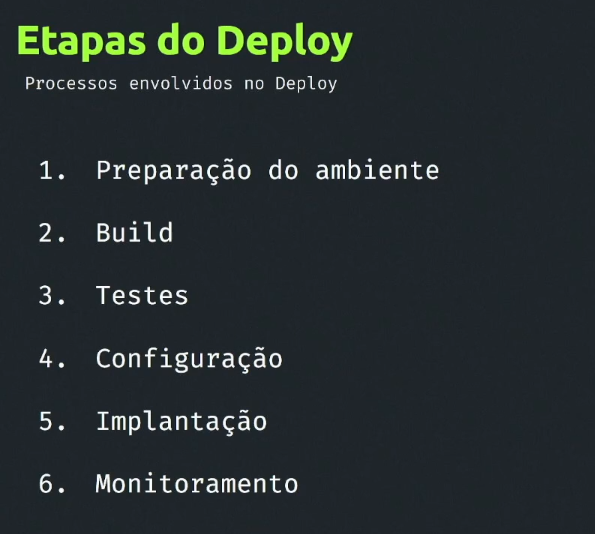 Etapas do Deploy
Processos envolvidos no Deploy
1. Preparação do ambiente
2. Build
3. Testes
4. Configuração
5. Implantação
6. Monitoramento